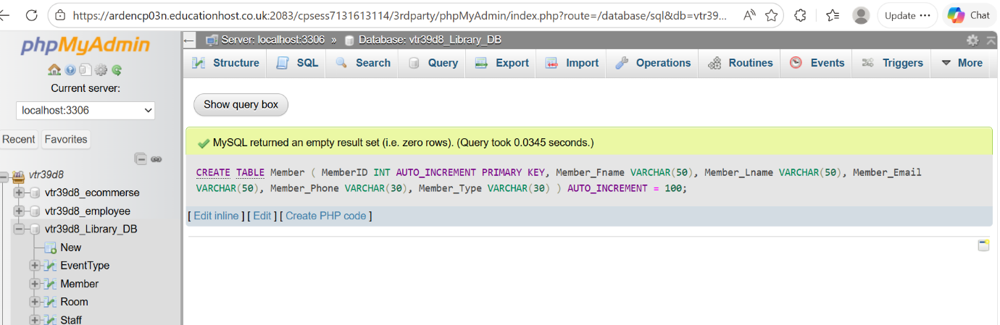 https://ardencp03n.educationhost.co.uk:2083/cpsess7131613114/3rdparty/phpMyAdmin/index.php?route=/database/sql&db=vtr39...
Update
Chat
phpMyAdmin
Current server:
localhost:3306
Recent Favorites
vtr39d8
vtr39d8_ecommerse
vtr39d8_employee
vtr39d8_Library_DB
New
EventType
Member
Room
Staff
Server: localhost:3306 » Database: vtr39d8_Library_DB
Structure SQL Search Query Export Import Operations Routines Events Triggers More
Show query box
MySQL returned an empty result set (i.e. zero rows). (Query took 0.0345 seconds.)
CREATE TABLE Member ( MemberID INT AUTO_INCREMENT PRIMARY KEY, Member_Fname VARCHAR(50), Member_Lname VARCHAR(50), Member_Email
VARCHAR(50), Member_Phone VARCHAR(30), Member_Type VARCHAR(30) ) AUTO_INCREMENT = 100;
[ Edit inline ] [ Edit ] [ Create PHP code ]